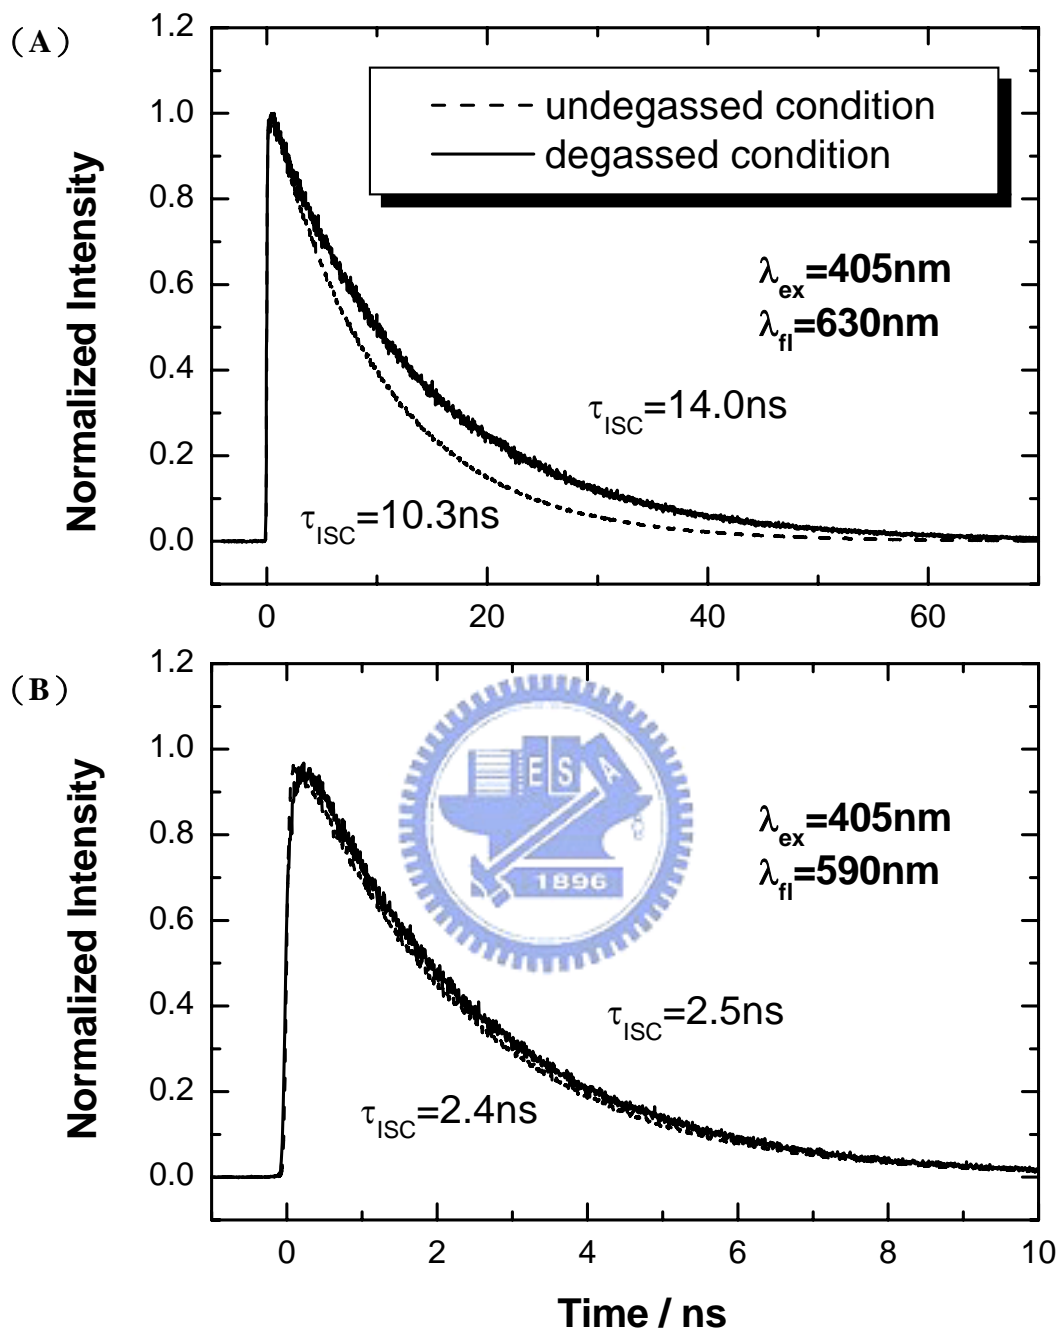 (A)
1.2
1.0
0.8
0.6
0.4
0.2
0.0
Normalized Intensity
undegassed condition
degassed condition
λex=405nm
λfl=630nm
τISC=14.0ns
τISC=10.3ns
0 20 40 60
(B)
1.2
1.0
0.8
0.6
0.4
0.2
0.0
Normalized Intensity
E S A
1896
λex=405nm
λfl=590nm
τISC=2.5ns
τISC=2.4ns
0 2 4 6 8 10
Time / ns